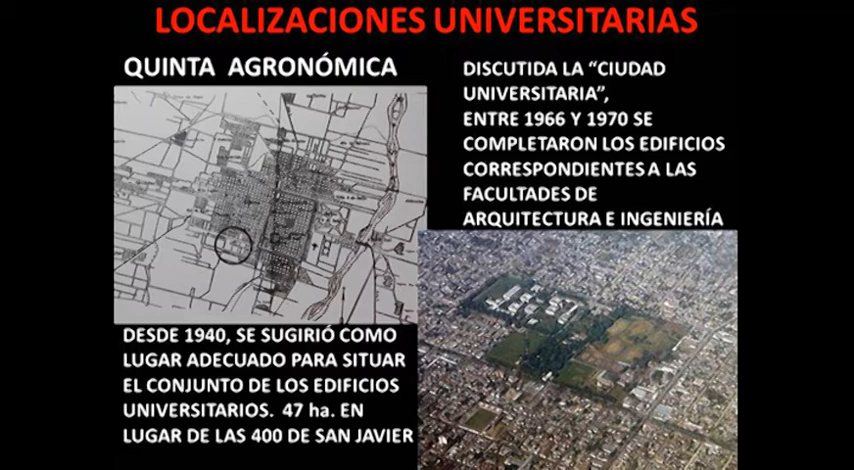 LOCALIZACIONES UNIVERSITARIAS
QUINTA AGRONÓMICA
DESDE 1940, SE SUGIRIÓ COMO
LUGAR ADECUADO PARA SITUAR
EL CONJUNTO DE LOS EDIFICIOS
UNIVERSITARIOS. 47 ha. EN
LUGAR DE LAS 400 DE SAN JAVIER
DISCUTIDA LA “CIUDAD
UNIVERSITARIA”,
ENTRE 1966 Y 1970 SE
COMPLETARON LOS EDIFICIOS
CORRESPONDIENTES A LAS
FACULTADES DE
ARQUITECTURA E INGENIERÍA